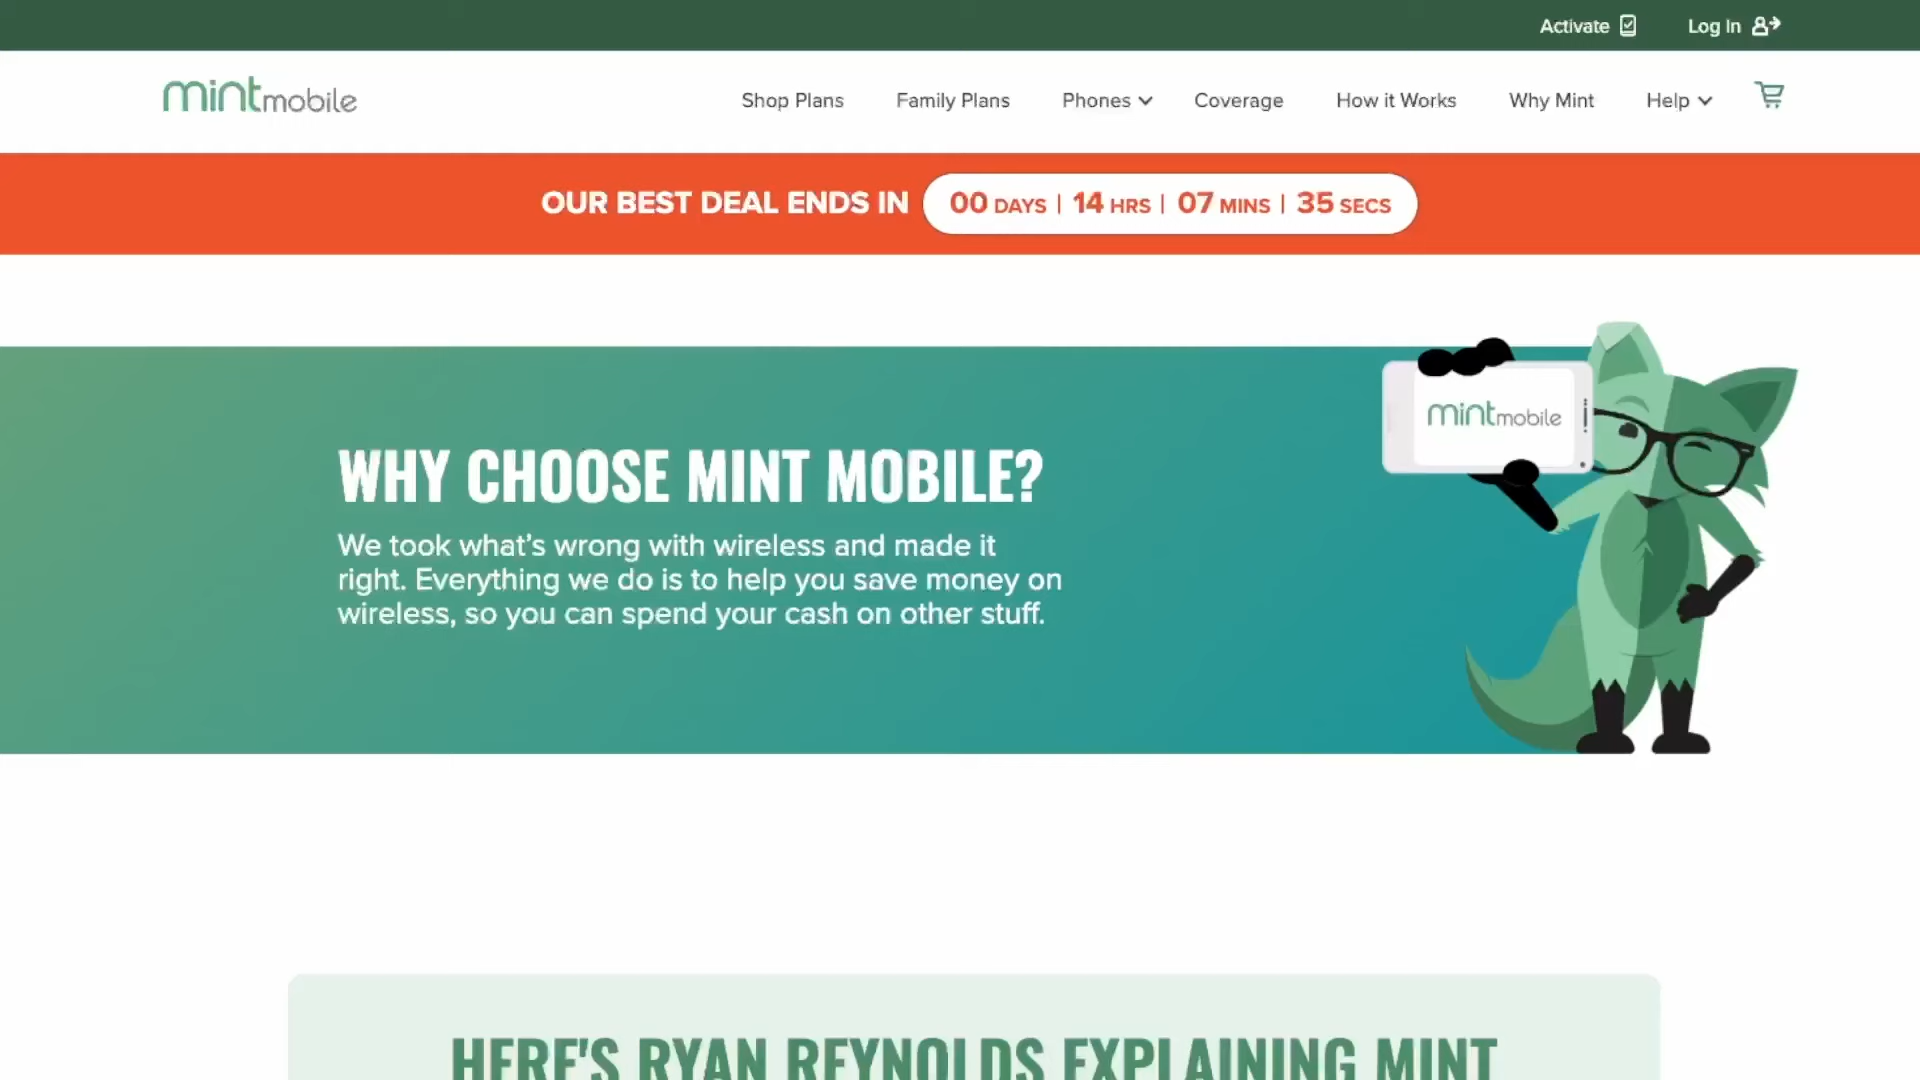 Activate
Log In
mintmobile
Shop Plans
Family Plans
Phones
Coverage
How it Works
Why Mint
Help
OUR BEST DEAL ENDS IN 00 DAYS | 14 HRS | 07 MINS | 35 SECS
mintmobile
WHY CHOOSE MINT MOBILE?
We took what’s wrong with wireless and made it
right. Everything we do is to help you save money on
wireless, so you can spend your cash on other stuff.
HERE'S RYAN REYNOLDS EXPLAINING MINT